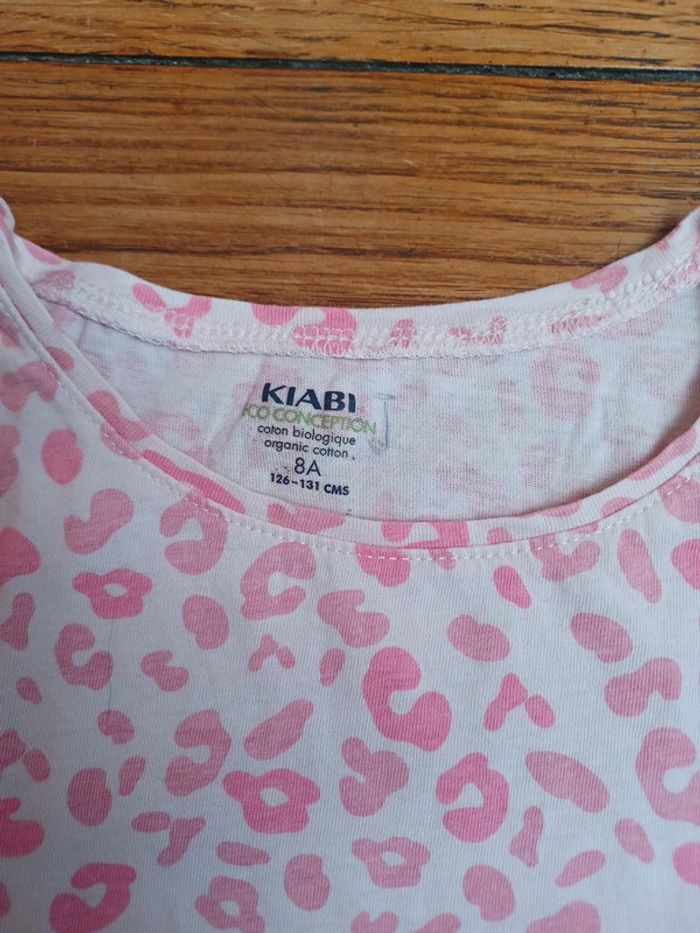 KIABI
CO CONCEPTION
coton biologique
organic cotton
8A
126-131 CMS